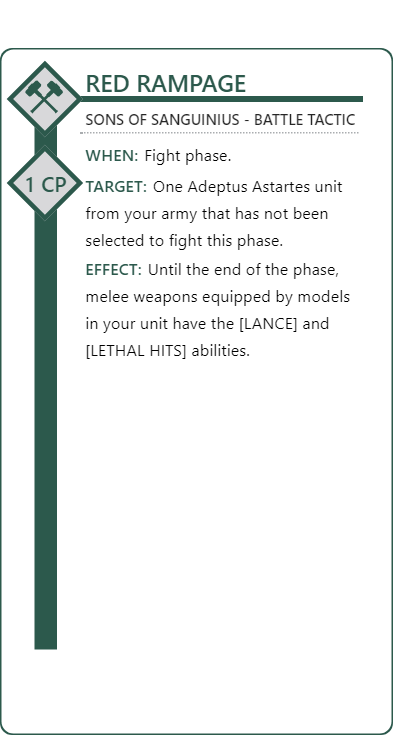 RED RAMPAGE
SONS OF SANGUINIUS - BATTLE TACTIC
1 CP
WHEN: Fight phase.
TARGET: One Adeptus Astartes unit
from your army that has not been
selected to fight this phase.
EFFECT: Until the end of the phase,
melee weapons equipped by models
in your unit have the [LANCE] and
[LETHAL HITS] abilities.